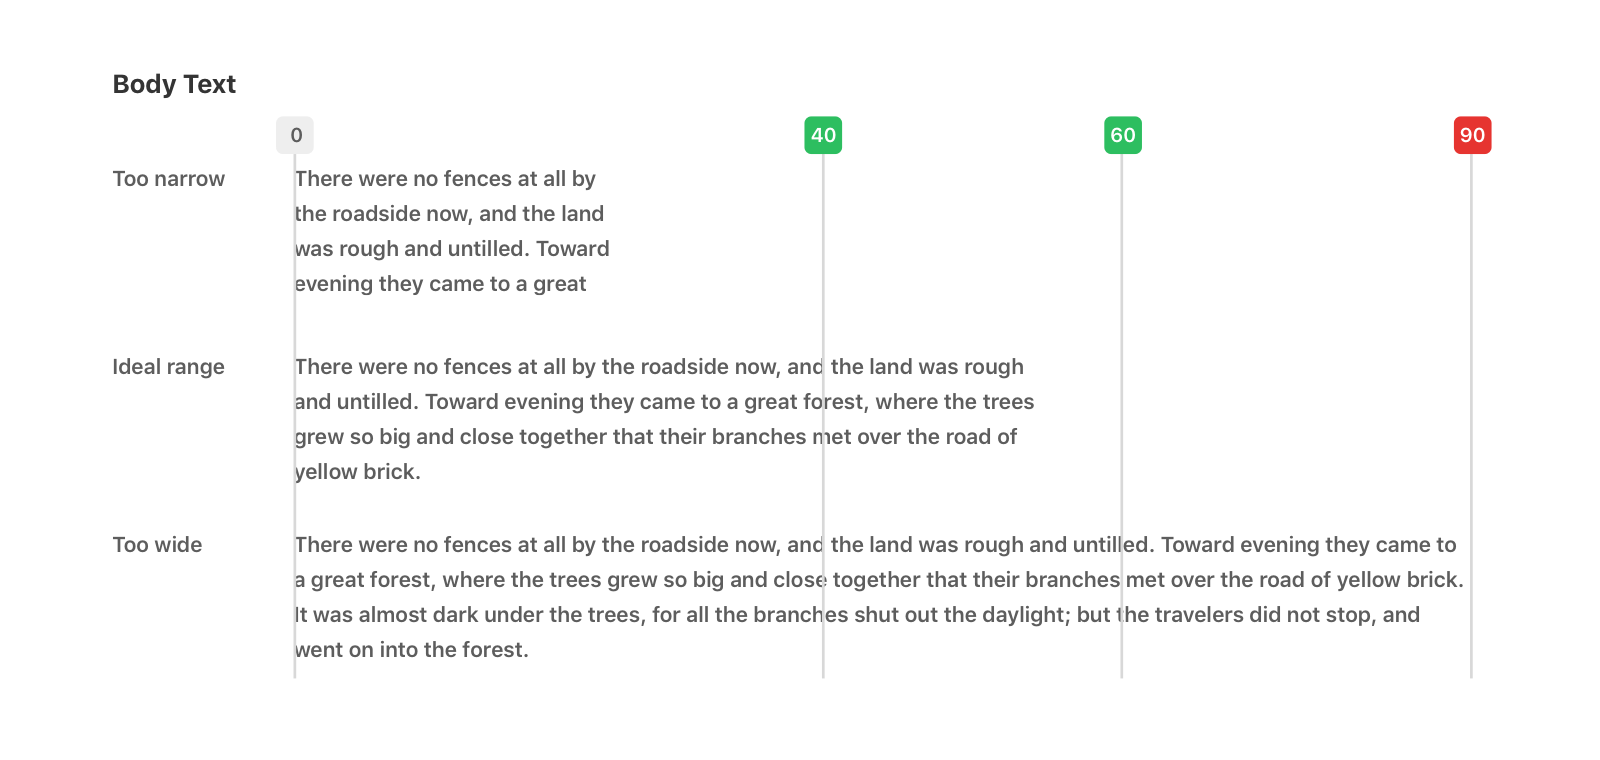 Body Text
0 40 60 90
Too narrow
There were no fences at all by
the roadside now, and the land
was rough and untilled. Toward
evening they came to a great
Ideal range
There were no fences at all by the roadside now, and the land was rough
and untilled. Toward evening they came to a great forest, where the trees
grew so big and close together that their branches met over the road of
yellow brick.
Too wide
There were no fences at all by the roadside now, and the land was rough and untilled. Toward evening they came to
a great forest, where the trees grew so big and close together that their branches met over the road of yellow brick.
It was almost dark under the trees, for all the branches shut out the daylight; but the travelers did not stop, and
went on into the forest.